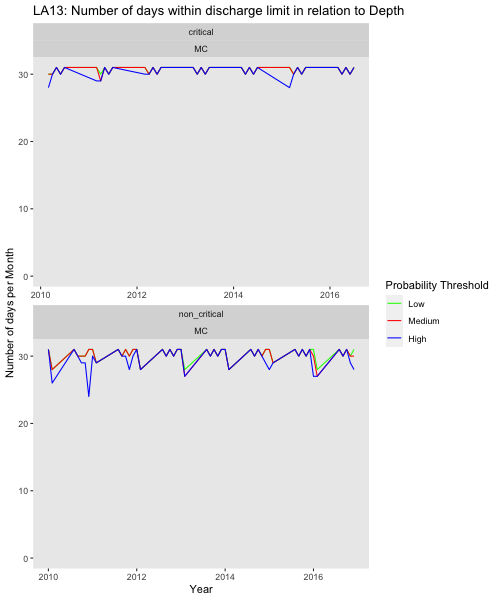 LA13: Number of days within discharge limit in relation to Depth
critical
MC
30
20
10
0
2010 2012 2014 2016
non_critical
MC
30
20
10
0
2010 2012 2014 2016
Year
Number of days per Month
Probability Threshold
Low
Medium
High